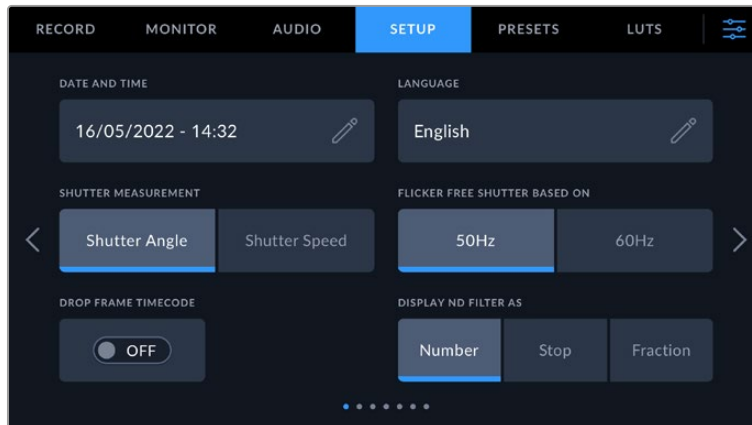 RECORD MONITOR AUDIO SETUP PRESETS LUTS
DATE AND TIME
LANGUAGE
16/05/2022 - 14:32
English
SHUTTER MEASUREMENT
FLICKER FREE SHUTTER BASED ON
Shutter Angle Shutter Speed
50Hz 60Hz
DROP FRAME TIMECODE
DISPLAY ND FILTER AS
OFF
Number Stop Fraction